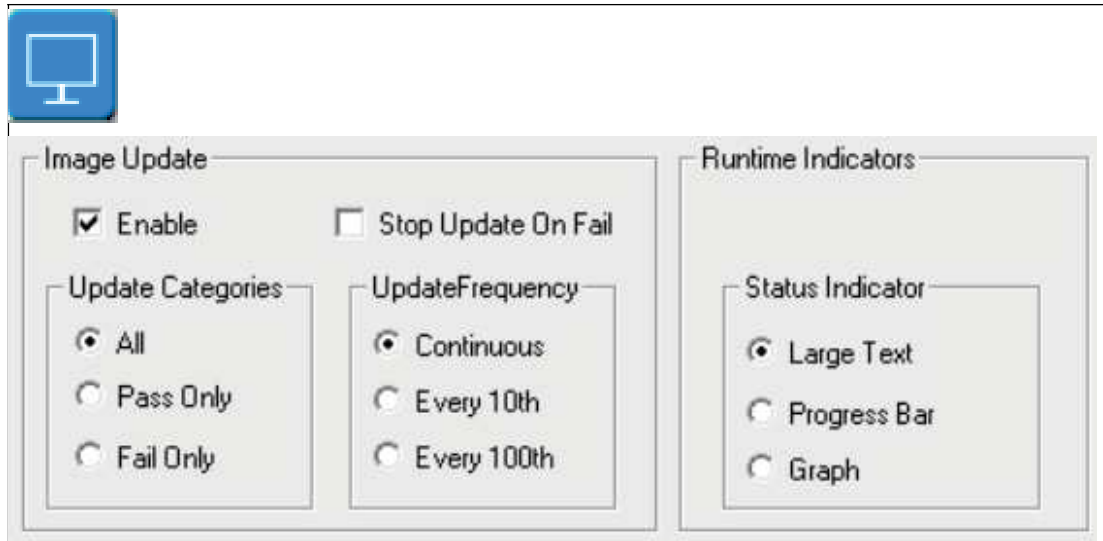 Image Update
Enable
Stop Update On Fail
Update Categories
All
Pass Only
Fail Only
UpdateFrequency
Continuous
Every 10th
Every 100th
Runtime Indicators
Status Indicator
Large Text
Progress Bar
Graph